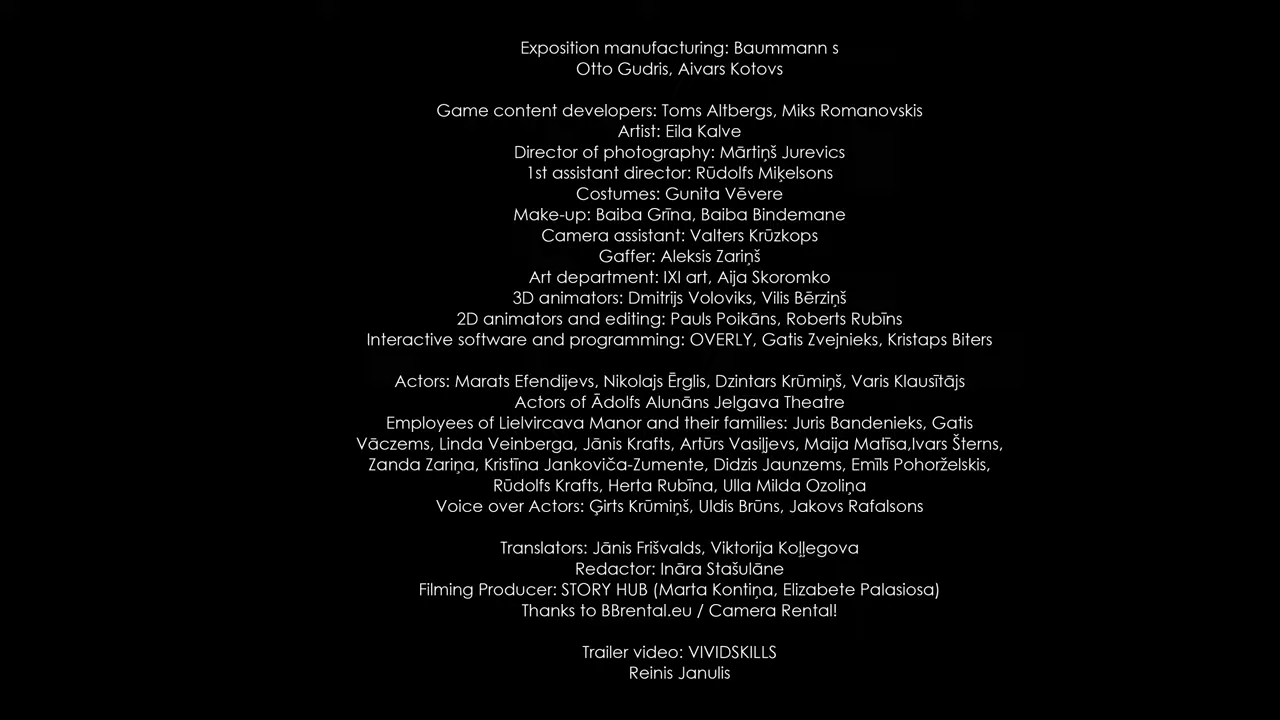 Exposition manufacturing: Baummann s
Otto Gudris, Aivars Kotovs
Game content developers: Toms Altbergs, Miks Romanovskis
Artist: Eila Kalve
Director of photography: Mārtiņš Jurevics
1st assistant director: Rūdolfs Miķelsons
Costumes: Gunita Vēvere
Make-up: Baiba Grīna, Baiba Bindemane
Camera assistant: Valters Krūzkops
Gaffer: Aleksis Zariņš
Art department: IXI art, Aija Skoromko
3D animators: Dmitrijs Voloviks, Vilis Bērziņš
2D animators and editing: Pauls Poikāns, Roberts Rubīns
Interactive software and programming: OVERLY, Gatis Zvejnieks, Kristaps Biters
Actors: Marats Efendijevs, Nikolajs Ērglis, Dzintars Krūmiņš, Varis Klausītājs
Actors of Ādolfs Alunāns Jelgava Theatre
Employees of Lielvircava Manor and their families: Juris Bandenieks, Gatis
Vāczems, Linda Veinberga, Jānis Krafts, Artūrs Vasiļjevs, Maija Matīsa,Ivars Šterns,
Zanda Zariņa, Kristīna Jankoviča-Zumente, Didzis Jaunzems, Emīls Pohorželskis,
Rūdolfs Krafts, Herta Rubīna, Ulla Milda Ozoliņa
Voice over Actors: Ģirts Krūmiņš, Uldis Brūns, Jakovs Rafalsons
Translators: Jānis Frišvalds, Viktorija Koļļegova
Redactor: Ināra Stašulāne
Filming Producer: STORY HUB (Marta Kontiņa, Elizabete Palasiosa)
Thanks to BBrental.eu / Camera Rental!
Trailer video: VIVIDSKILLS
Reinis Janulis